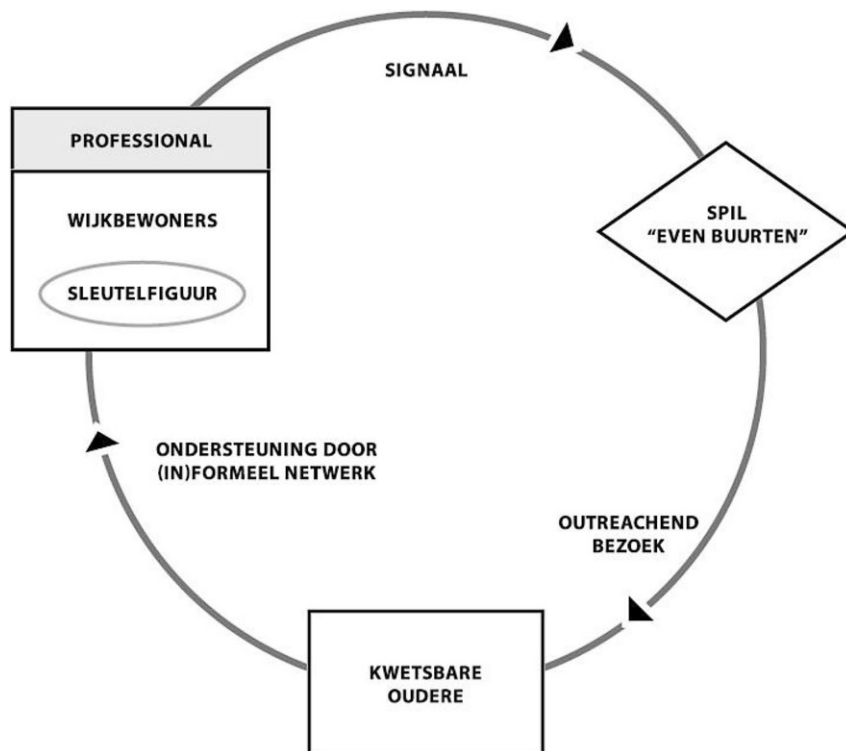 SIGNAAL
PROFESSIONAL
WIJKBEWONERS
SLEUTELFIGUUR
SPIL
“EVEN BUURTEN”
ONDERSTEUNING DOOR
(IN)FORMEEL NETWERK
OUTREACHEND
BEZOEK
KWETSBARE
OUDERE